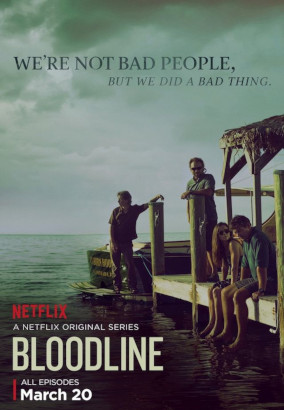 WE'RE NOT BAD PEOPLE,
BUT WE DID A BAD THING.
NETFLIX
A NETFLIX ORIGINAL SERIES
BLOODLINE
ALL EPISODES
March 20